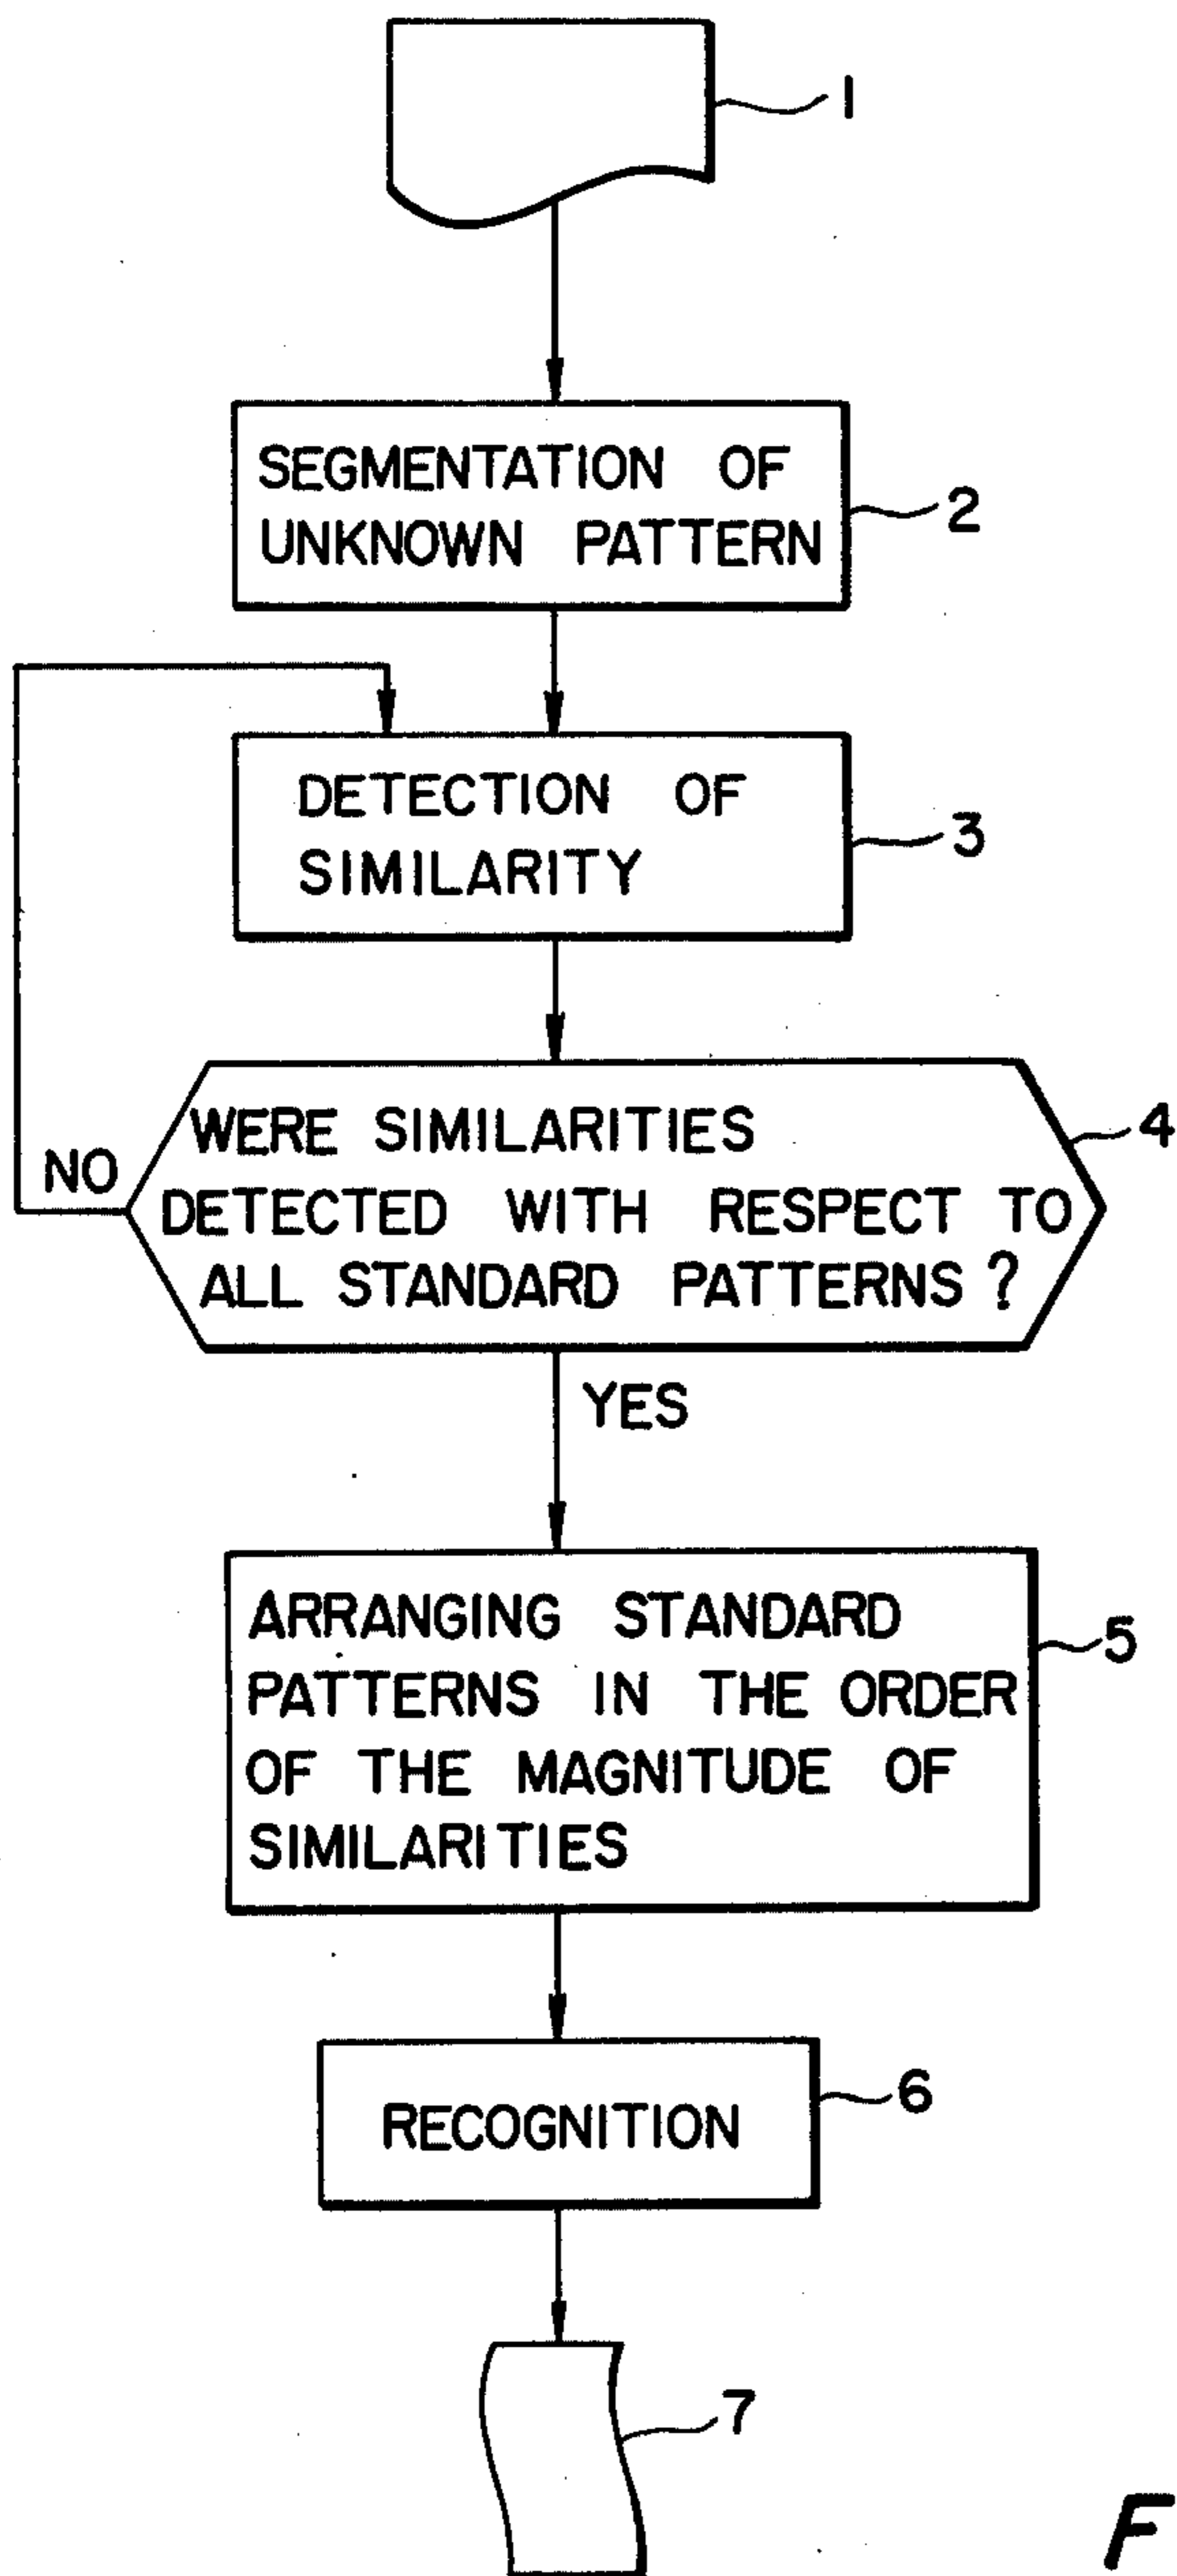 1
SEGMENTATION OF
UNKNOWN PATTERN
2
DETECTION OF
SIMILARITY
3
WERE SIMILARITIES
DETECTED WITH RESPECT TO
ALL STANDARD PATTERNS ?
4
NO
YES
ARRANGING STANDARD
PATTERNS IN THE ORDER
OF THE MAGNITUDE OF
SIMILARITIES
5
RECOGNITION
6
7
F